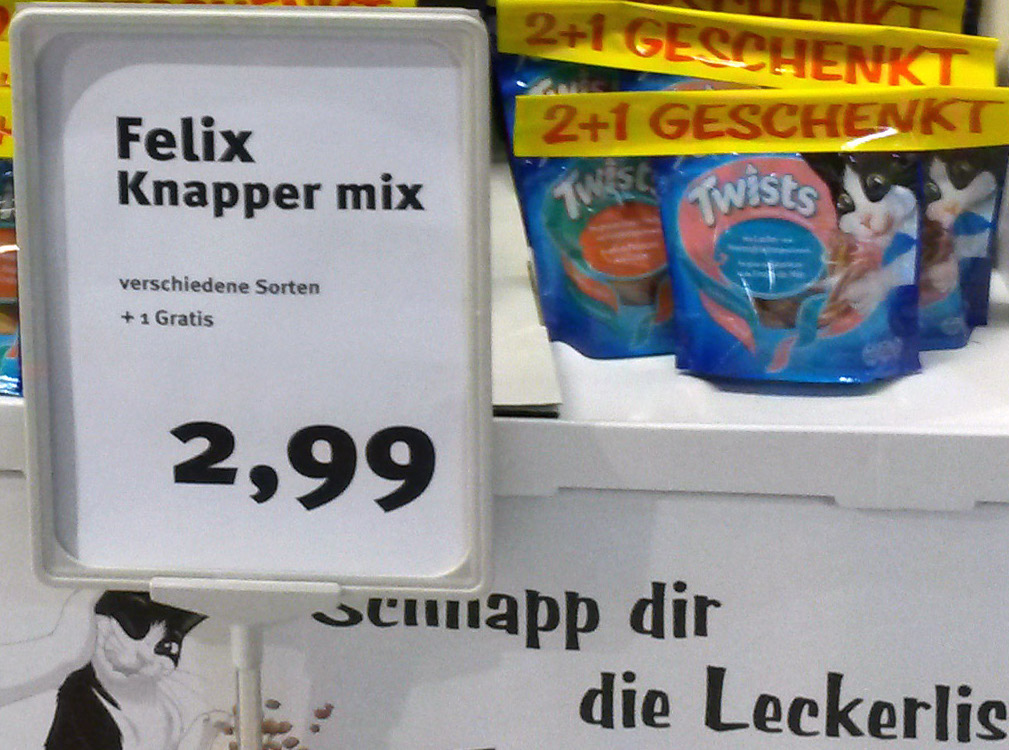 Felix
Knapper mix
verschiedene Sorten
+ 1 Gratis
2,99
2+1 GESCHENKT
2+1 GESCHENKT
Twists
Twists
Schnapp dir
die Leckerlis